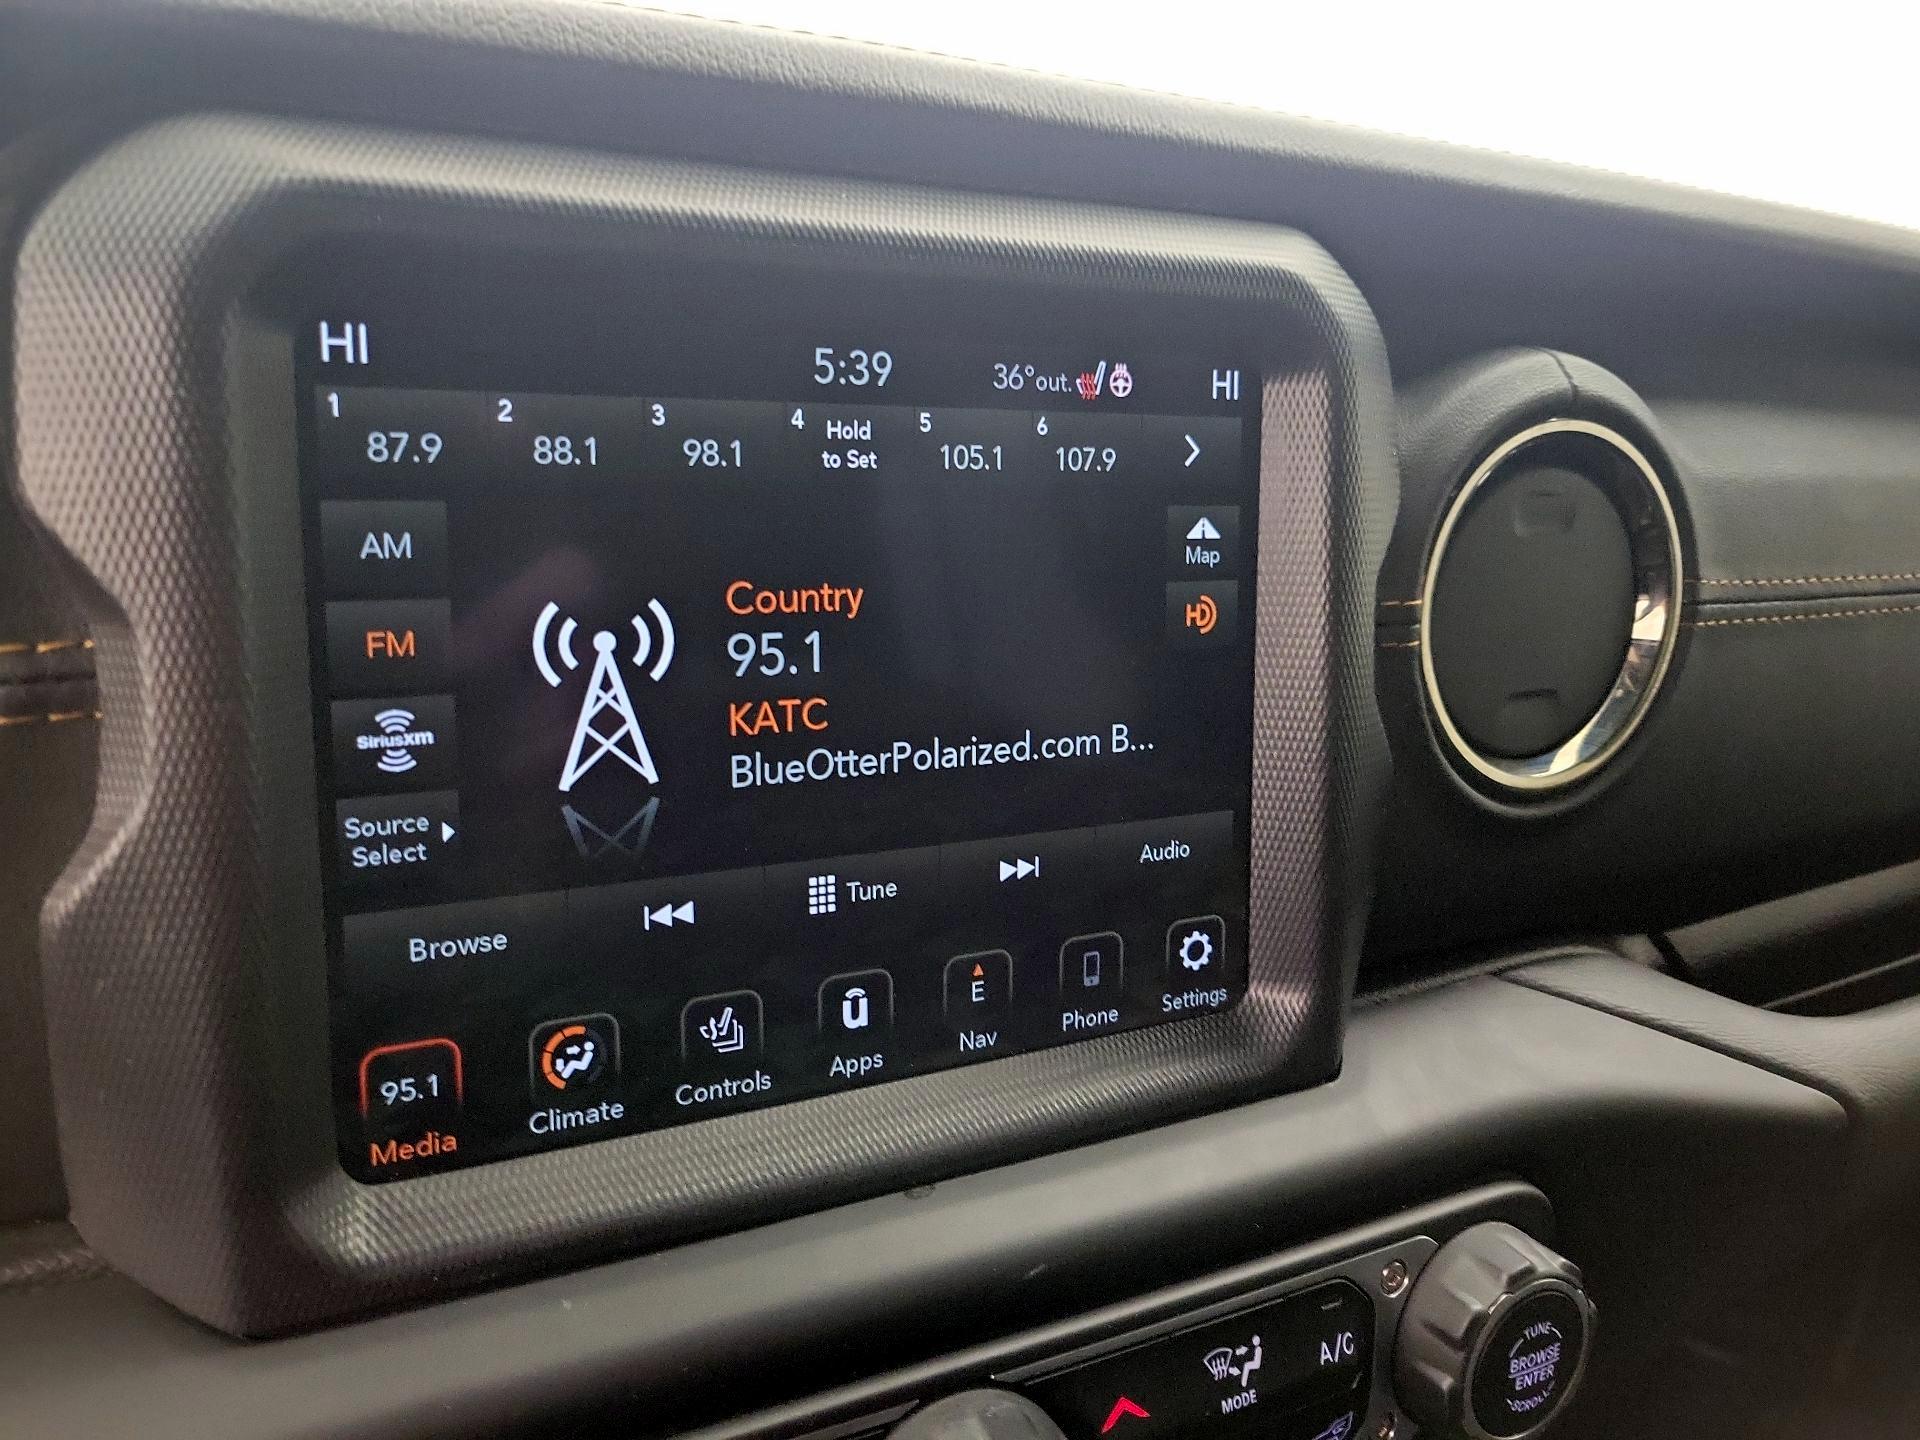 HI
5:39
36°out.
HI
1
87.9
2
88.1
3
98.1
4
Hold
to Set
5
105.1
6
107.9
AM
Map
FM
HD
Country
95.1
KATC
BlueOtterPolarized.com B...
SiriusXM
Source
Select
Browse
Tune
Audio
95.1
Media
Climate
Controls
Apps
E
Nav
Phone
Settings
MODE
A/C
TUNE
BROWSE
ENTER
SCROLL